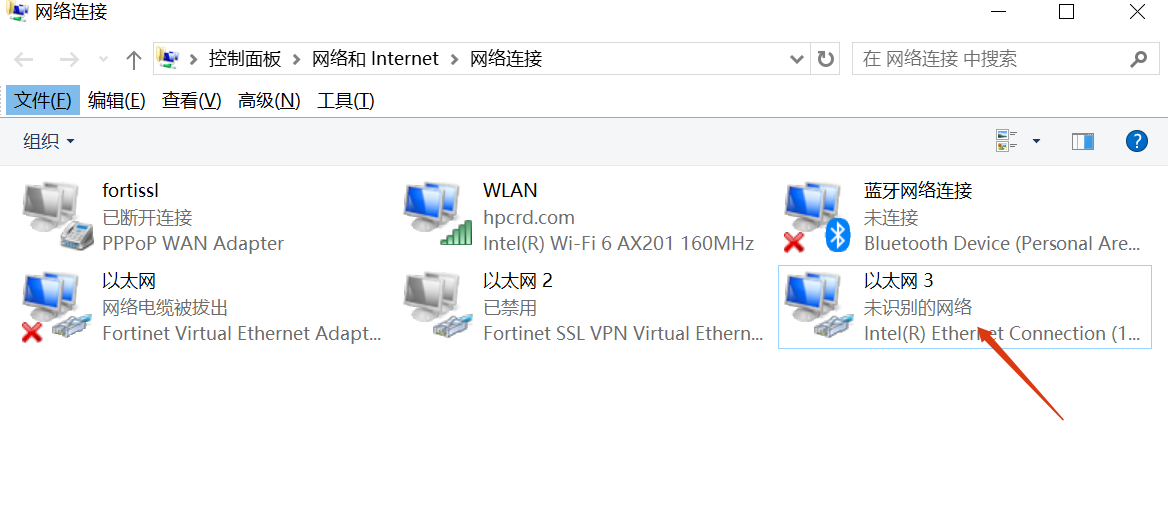 网络连接
控制面板 网络和 Internet 网络连接
在 网络连接 中搜索
文件(F) 编辑(E) 查看(V) 高级(N) 工具(T)
组织
fortissl
已断开连接
PPPoP WAN Adapter
WLAN
hpcrd.com
Intel(R) Wi-Fi 6 AX201 160MHz
蓝牙网络连接
未连接
Bluetooth Device (Personal Are...
以太网
网络电缆被拔出
Fortinet Virtual Ethernet Adapt...
以太网 2
已禁用
Fortinet SSL VPN Virtual Ethern...
以太网 3
未识别的网络
Intel(R) Ethernet Connection (1...